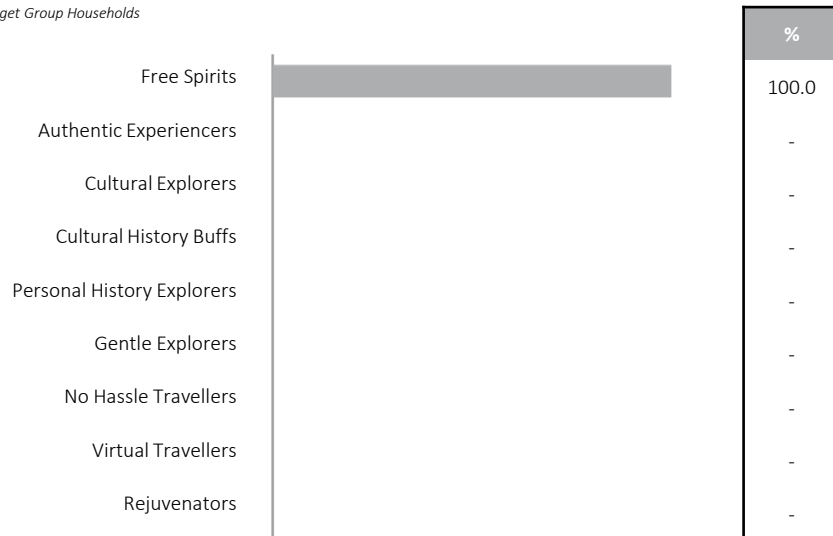 get Group Households
%
Free Spirits 100.0
Authentic Experiencers -
Cultural Explorers -
Cultural History Buffs -
Personal History Explorers -
Gentle Explorers -
No Hassle Travellers -
Virtual Travellers -
Rejuvenators -